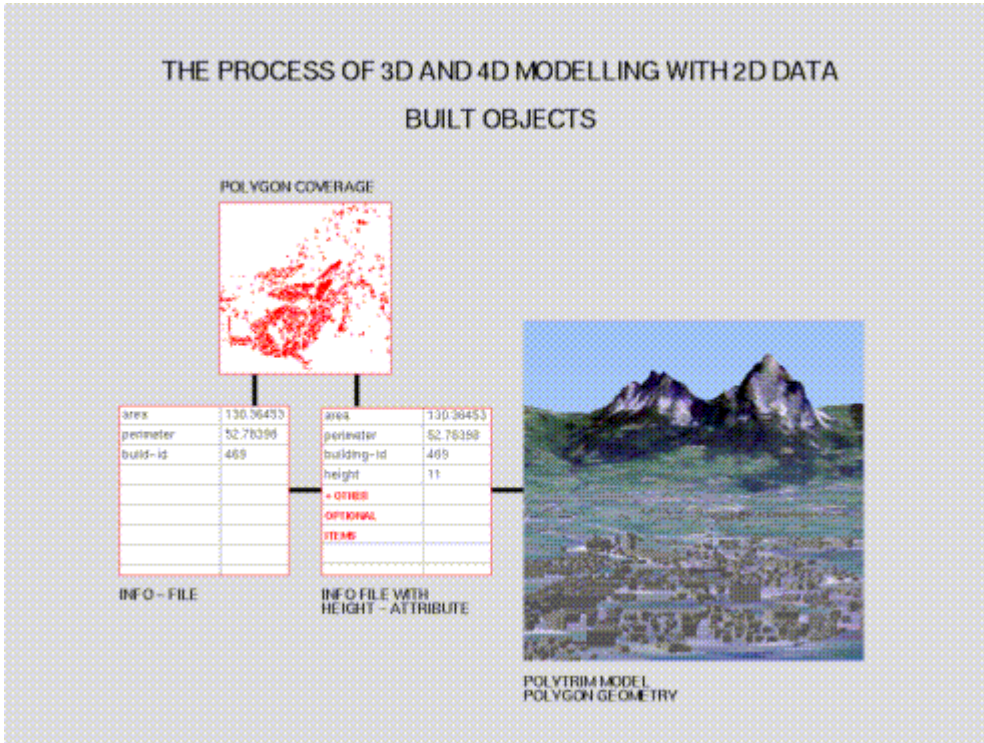 THE PROCESS OF 3D AND 4D MODELLING WITH 2D DATA
BUILT OBJECTS
POLYGON COVERAGE
area 130.36453
perimeter 52.78398
build-id 469
area 130.36453
perimeter 52.78398
building-id 469
height 11
+ OTHER
OPTIONAL
ITEMS
INFO - FILE
INFO FILE WITH
HEIGHT - ATTRIBUTE
POLYTRIM MODEL
POLYGON GEOMETRY